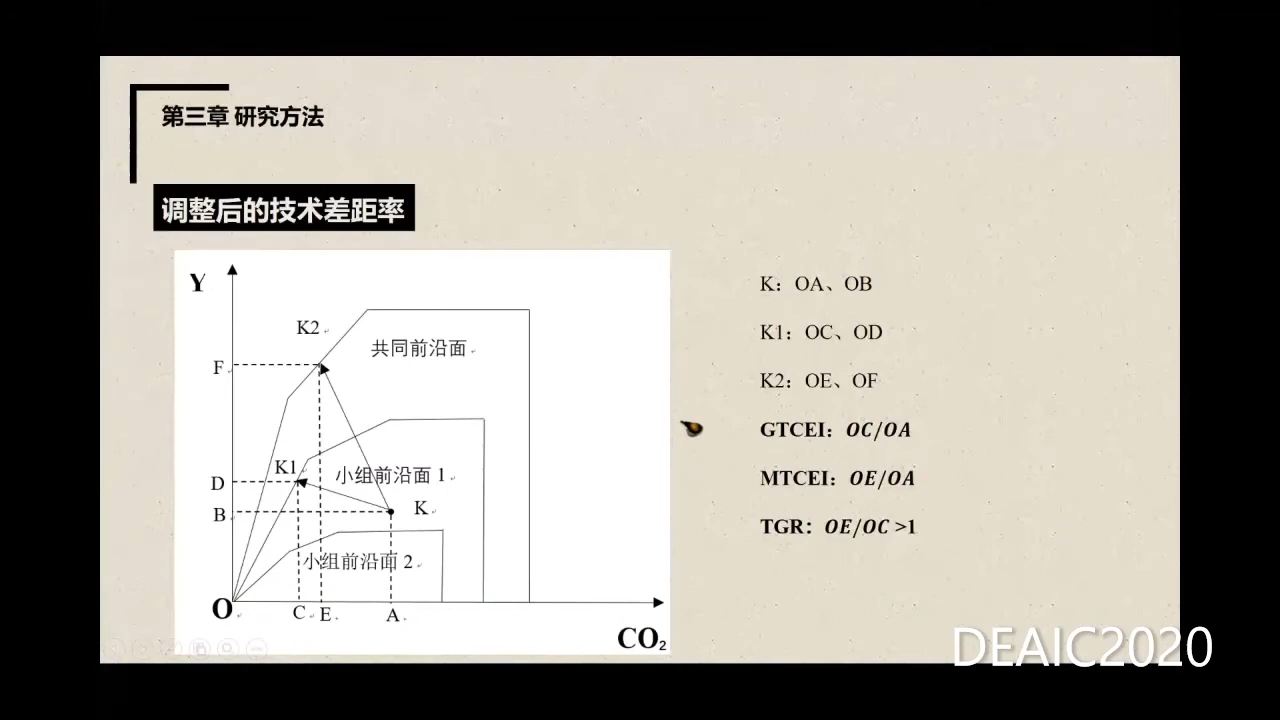 第三章 研究方法
调整后的技术差距率
Y
K2
共同前沿面
F
K1
小组前沿面 1
D
B
K
小组前沿面 2
O
C
E
A
CO₂
K：OA、OB
K1：OC、OD
K2：OE、OF
GTCEI：OC/OA
MTCEI：OE/OA
TGR：OE/OC >1
DEAIC2020